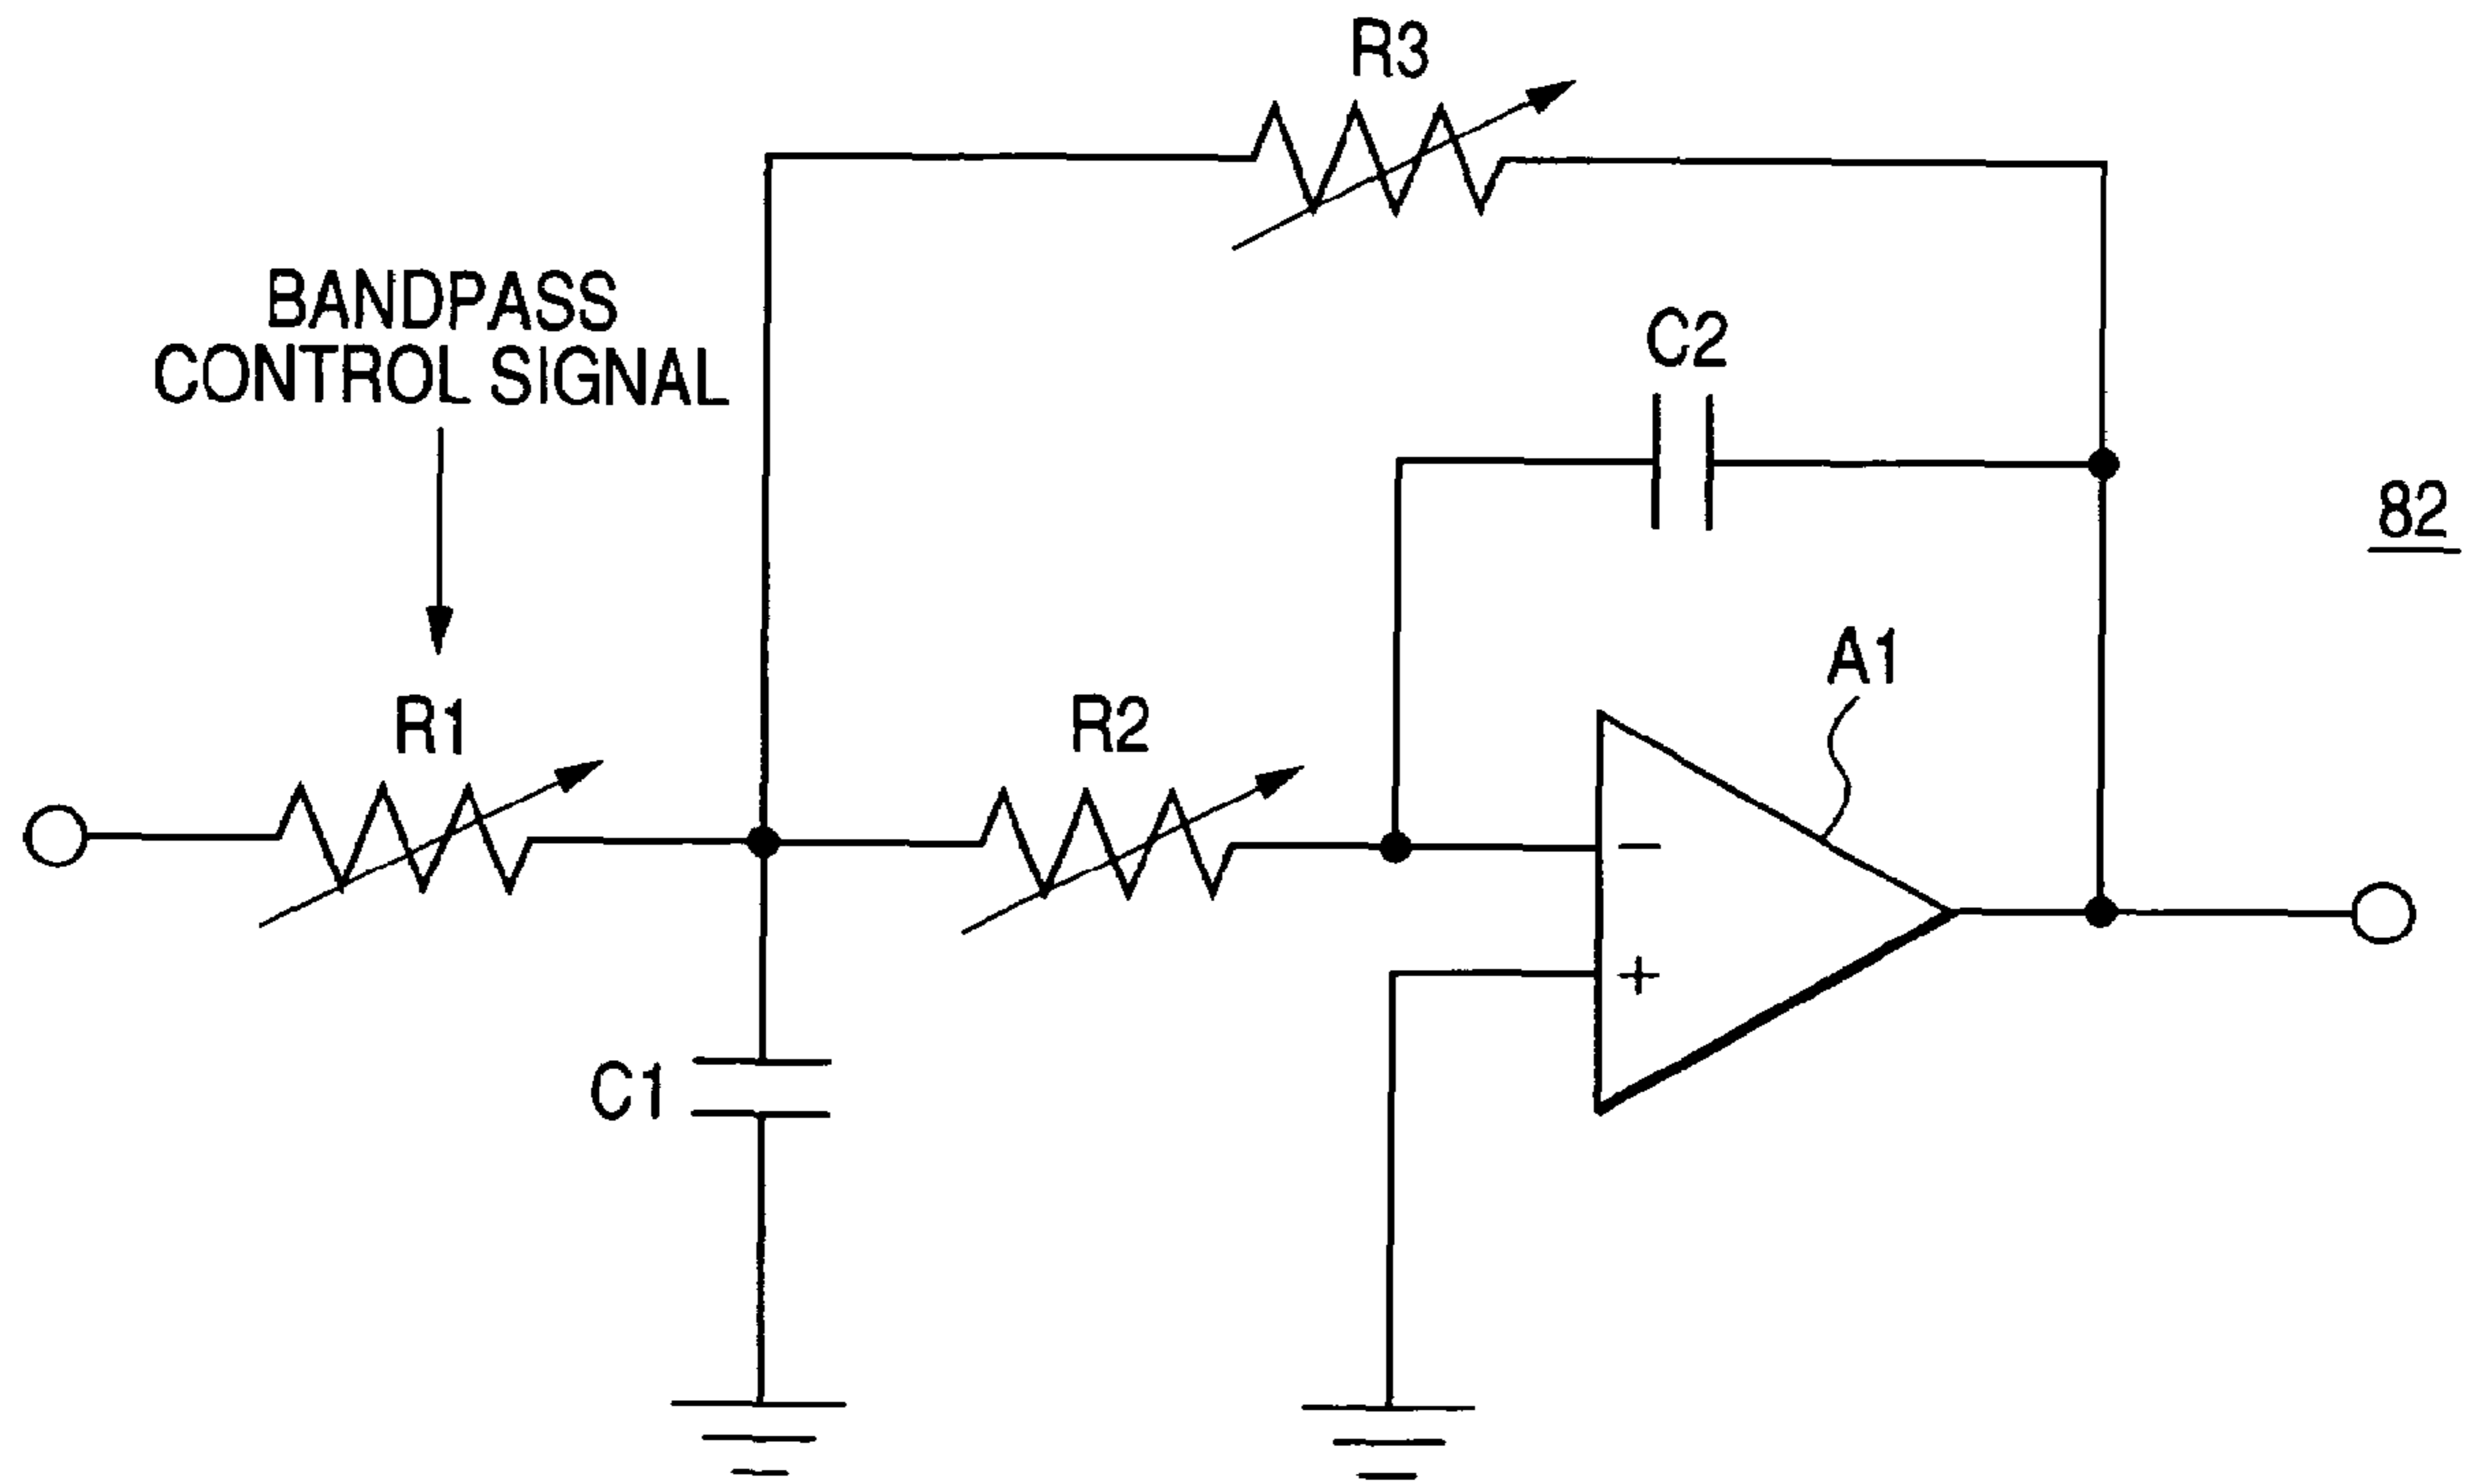 R3
BANDPASS
CONTROL SIGNAL
C2
82
A1
R1
R2
−
+
C1